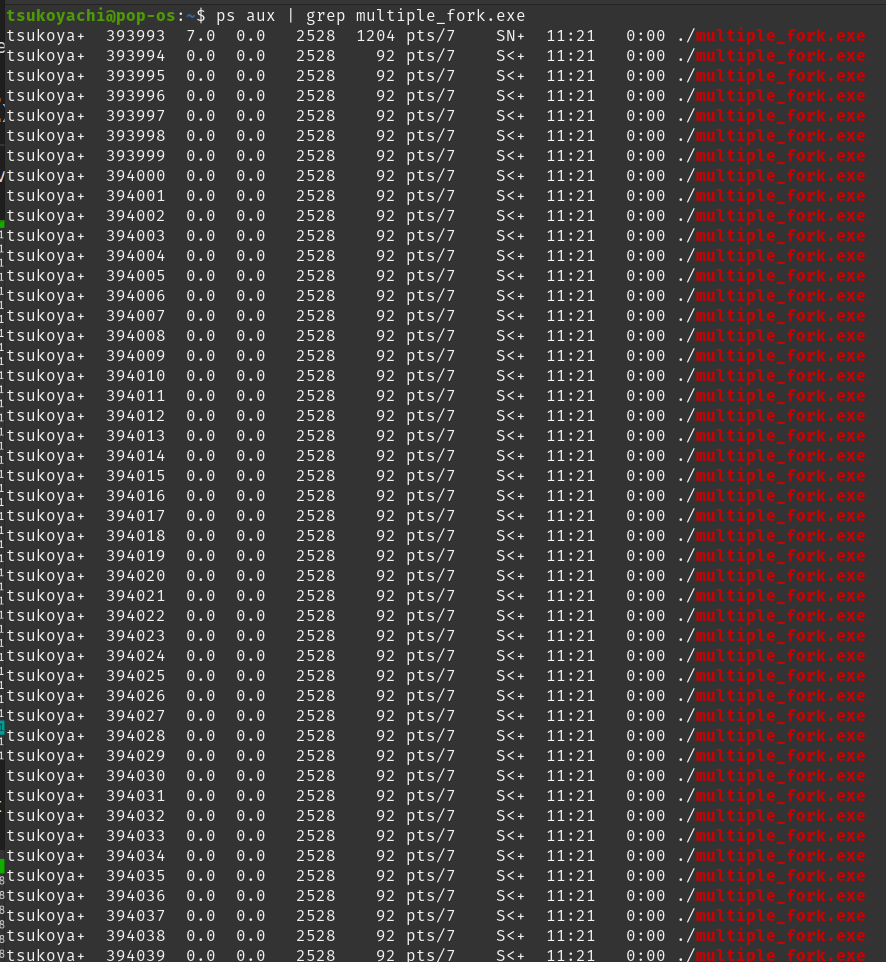 tsukoyachi@pop-os:~$ ps aux | grep multiple_fork.exe
tsukoya+  393993  7.0  0.0   2528  1204 pts/7    SN+  11:21   0:00 ./multiple_fork.exe
tsukoya+  393994  0.0  0.0   2528    92 pts/7    S<+  11:21   0:00 ./multiple_fork.exe
tsukoya+  393995  0.0  0.0   2528    92 pts/7    S<+  11:21   0:00 ./multiple_fork.exe
tsukoya+  393996  0.0  0.0   2528    92 pts/7    S<+  11:21   0:00 ./multiple_fork.exe
tsukoya+  393997  0.0  0.0   2528    92 pts/7    S<+  11:21   0:00 ./multiple_fork.exe
tsukoya+  393998  0.0  0.0   2528    92 pts/7    S<+  11:21   0:00 ./multiple_fork.exe
tsukoya+  393999  0.0  0.0   2528    92 pts/7    S<+  11:21   0:00 ./multiple_fork.exe
tsukoya+  394000  0.0  0.0   2528    92 pts/7    S<+  11:21   0:00 ./multiple_fork.exe
tsukoya+  394001  0.0  0.0   2528    92 pts/7    S<+  11:21   0:00 ./multiple_fork.exe
tsukoya+  394002  0.0  0.0   2528    92 pts/7    S<+  11:21   0:00 ./multiple_fork.exe
tsukoya+  394003  0.0  0.0   2528    92 pts/7    S<+  11:21   0:00 ./multiple_fork.exe
tsukoya+  394004  0.0  0.0   2528    92 pts/7    S<+  11:21   0:00 ./multiple_fork.exe
tsukoya+  394005  0.0  0.0   2528    92 pts/7    S<+  11:21   0:00 ./multiple_fork.exe
tsukoya+  394006  0.0  0.0   2528    92 pts/7    S<+  11:21   0:00 ./multiple_fork.exe
tsukoya+  394007  0.0  0.0   2528    92 pts/7    S<+  11:21   0:00 ./multiple_fork.exe
tsukoya+  394008  0.0  0.0   2528    92 pts/7    S<+  11:21   0:00 ./multiple_fork.exe
tsukoya+  394009  0.0  0.0   2528    92 pts/7    S<+  11:21   0:00 ./multiple_fork.exe
tsukoya+  394010  0.0  0.0   2528    92 pts/7    S<+  11:21   0:00 ./multiple_fork.exe
tsukoya+  394011  0.0  0.0   2528    92 pts/7    S<+  11:21   0:00 ./multiple_fork.exe
tsukoya+  394012  0.0  0.0   2528    92 pts/7    S<+  11:21   0:00 ./multiple_fork.exe
tsukoya+  394013  0.0  0.0   2528    92 pts/7    S<+  11:21   0:00 ./multiple_fork.exe
tsukoya+  394014  0.0  0.0   2528    92 pts/7    S<+  11:21   0:00 ./multiple_fork.exe
tsukoya+  394015  0.0  0.0   2528    92 pts/7    S<+  11:21   0:00 ./multiple_fork.exe
tsukoya+  394016  0.0  0.0   2528    92 pts/7    S<+  11:21   0:00 ./multiple_fork.exe
tsukoya+  394017  0.0  0.0   2528    92 pts/7    S<+  11:21   0:00 ./multiple_fork.exe
tsukoya+  394018  0.0  0.0   2528    92 pts/7    S<+  11:21   0:00 ./multiple_fork.exe
tsukoya+  394019  0.0  0.0   2528    92 pts/7    S<+  11:21   0:00 ./multiple_fork.exe
tsukoya+  394020  0.0  0.0   2528    92 pts/7    S<+  11:21   0:00 ./multiple_fork.exe
tsukoya+  394021  0.0  0.0   2528    92 pts/7    S<+  11:21   0:00 ./multiple_fork.exe
tsukoya+  394022  0.0  0.0   2528    92 pts/7    S<+  11:21   0:00 ./multiple_fork.exe
tsukoya+  394023  0.0  0.0   2528    92 pts/7    S<+  11:21   0:00 ./multiple_fork.exe
tsukoya+  394024  0.0  0.0   2528    92 pts/7    S<+  11:21   0:00 ./multiple_fork.exe
tsukoya+  394025  0.0  0.0   2528    92 pts/7    S<+  11:21   0:00 ./multiple_fork.exe
tsukoya+  394026  0.0  0.0   2528    92 pts/7    S<+  11:21   0:00 ./multiple_fork.exe
tsukoya+  394027  0.0  0.0   2528    92 pts/7    S<+  11:21   0:00 ./multiple_fork.exe
tsukoya+  394028  0.0  0.0   2528    92 pts/7    S<+  11:21   0:00 ./multiple_fork.exe
tsukoya+  394029  0.0  0.0   2528    92 pts/7    S<+  11:21   0:00 ./multiple_fork.exe
tsukoya+  394030  0.0  0.0   2528    92 pts/7    S<+  11:21   0:00 ./multiple_fork.exe
tsukoya+  394031  0.0  0.0   2528    92 pts/7    S<+  11:21   0:00 ./multiple_fork.exe
tsukoya+  394032  0.0  0.0   2528    92 pts/7    S<+  11:21   0:00 ./multiple_fork.exe
tsukoya+  394033  0.0  0.0   2528    92 pts/7    S<+  11:21   0:00 ./multiple_fork.exe
tsukoya+  394034  0.0  0.0   2528    92 pts/7    S<+  11:21   0:00 ./multiple_fork.exe
tsukoya+  394035  0.0  0.0   2528    92 pts/7    S<+  11:21   0:00 ./multiple_fork.exe
tsukoya+  394036  0.0  0.0   2528    92 pts/7    S<+  11:21   0:00 ./multiple_fork.exe
tsukoya+  394037  0.0  0.0   2528    92 pts/7    S<+  11:21   0:00 ./multiple_fork.exe
tsukoya+  394038  0.0  0.0   2528    92 pts/7    S<+  11:21   0:00 ./multiple_fork.exe
tsukoya+  394039  0.0  0.0   2528    92 pts/7    S<+  11:21   0:00 ./multiple_fork.exe